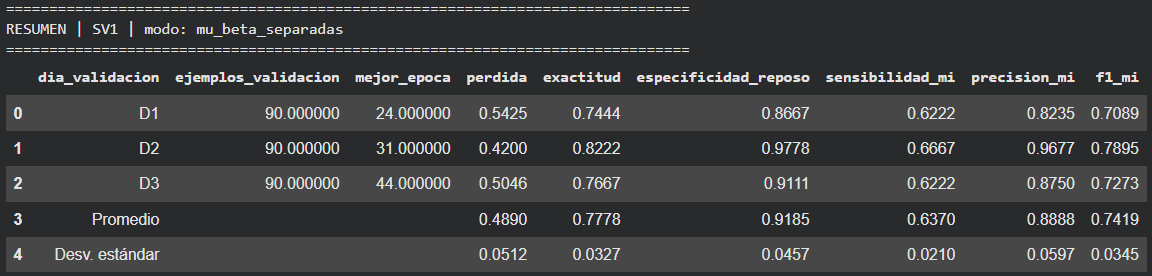 ===============================================================================
RESUMEN | SV1 | modo: mu_beta_separadas
===============================================================================
dia_validacion ejemplos_validacion mejor_epoca perdida exactitud especificidad_reposo sensibilidad_mi precision_mi f1_mi
0 D1 90.000000 24.000000 0.5425 0.7444 0.8667 0.6222 0.8235 0.7089
1 D2 90.000000 31.000000 0.4200 0.8222 0.9778 0.6667 0.9677 0.7895
2 D3 90.000000 44.000000 0.5046 0.7667 0.9111 0.6222 0.8750 0.7273
3 Promedio 0.4890 0.7778 0.9185 0.6370 0.8888 0.7419
4 Desv. estándar 0.0512 0.0327 0.0457 0.0210 0.0597 0.0345